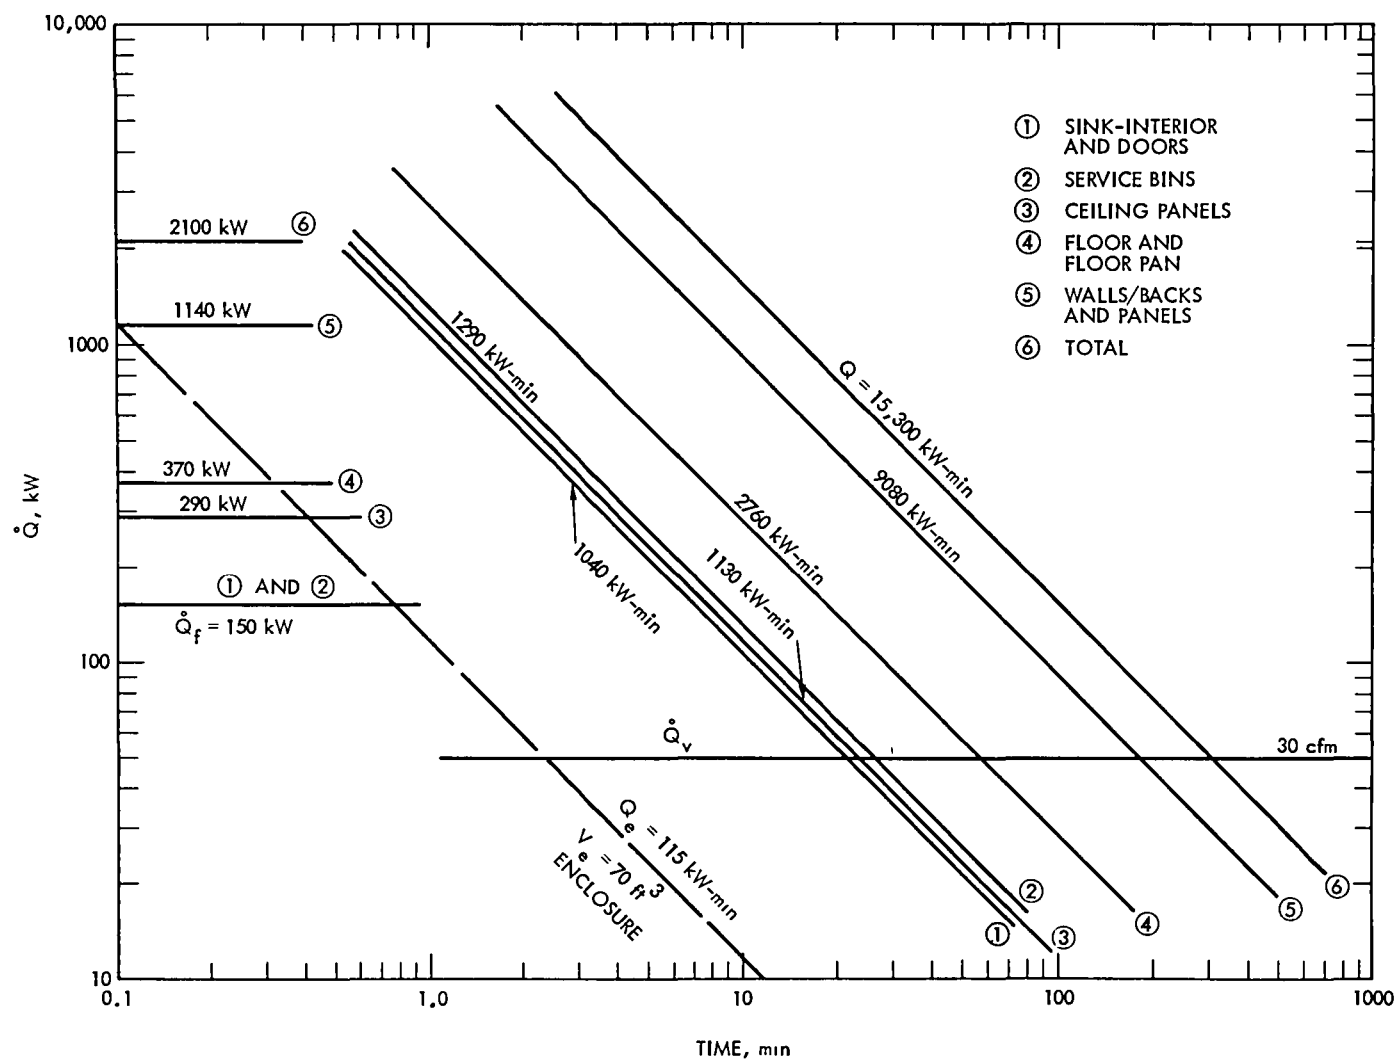 10,000
1000
100
10
Q̊, kW
2100 kW
⑥
1140 kW
⑤
370 kW
④
290 kW
③
① AND ②
Q̊f = 150 kW
① SINK-INTERIOR
AND DOORS
② SERVICE BINS
③ CEILING PANELS
④ FLOOR AND
FLOOR PAN
⑤ WALLS/BACKS
AND PANELS
⑥ TOTAL
1290 kW-min
1040 kW-min
1130 kW-min
2760 kW-min
9080 kW-min
Q = 15,300 kW-min
Q̊v
30 cfm
Qe = 115 kW-min
Ve = 70 ft3
ENCLOSURE
①
②
③
④
⑤
⑥
0.1
1.0
10
100
1000
TIME, min